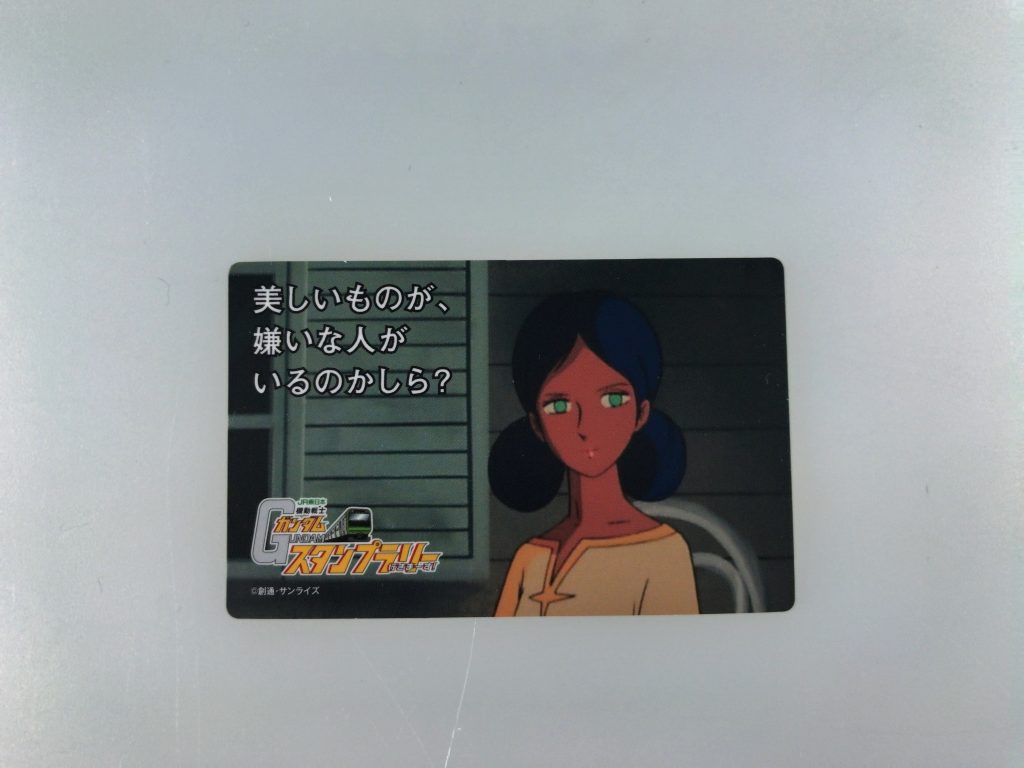 美しいものが、
嫌いな人が
いるのかしら?
JR東日本
機動戦士
ガンダム
GUNDAM
スタンプラリー
©創通・サンライズ